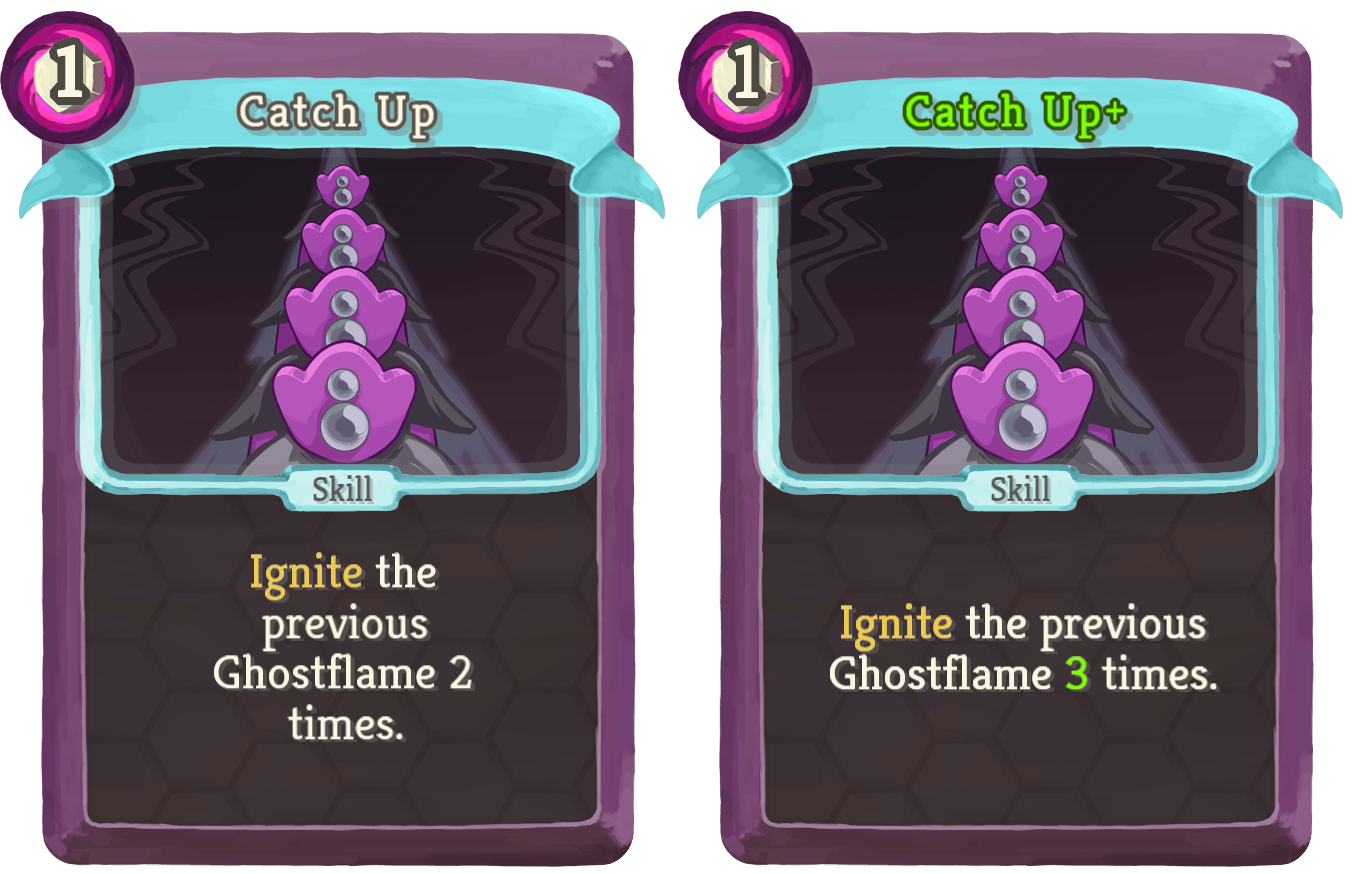 1
Catch Up
Skill
Ignite the
previous
Ghostflame 2
times.
1
Catch Up+
Skill
Ignite the previous
Ghostflame 3 times.